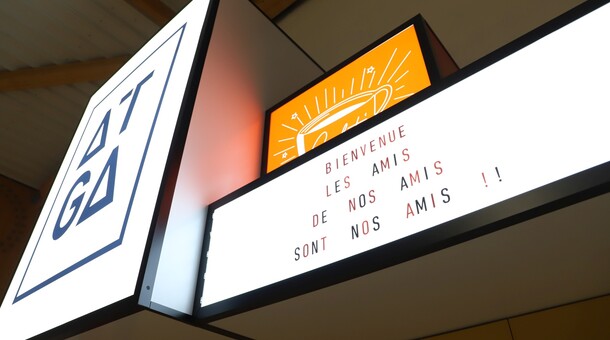 AT
GA
BIENVENUE
LES AMIS
DE NOS AMIS
SONT NOS AMIS !!